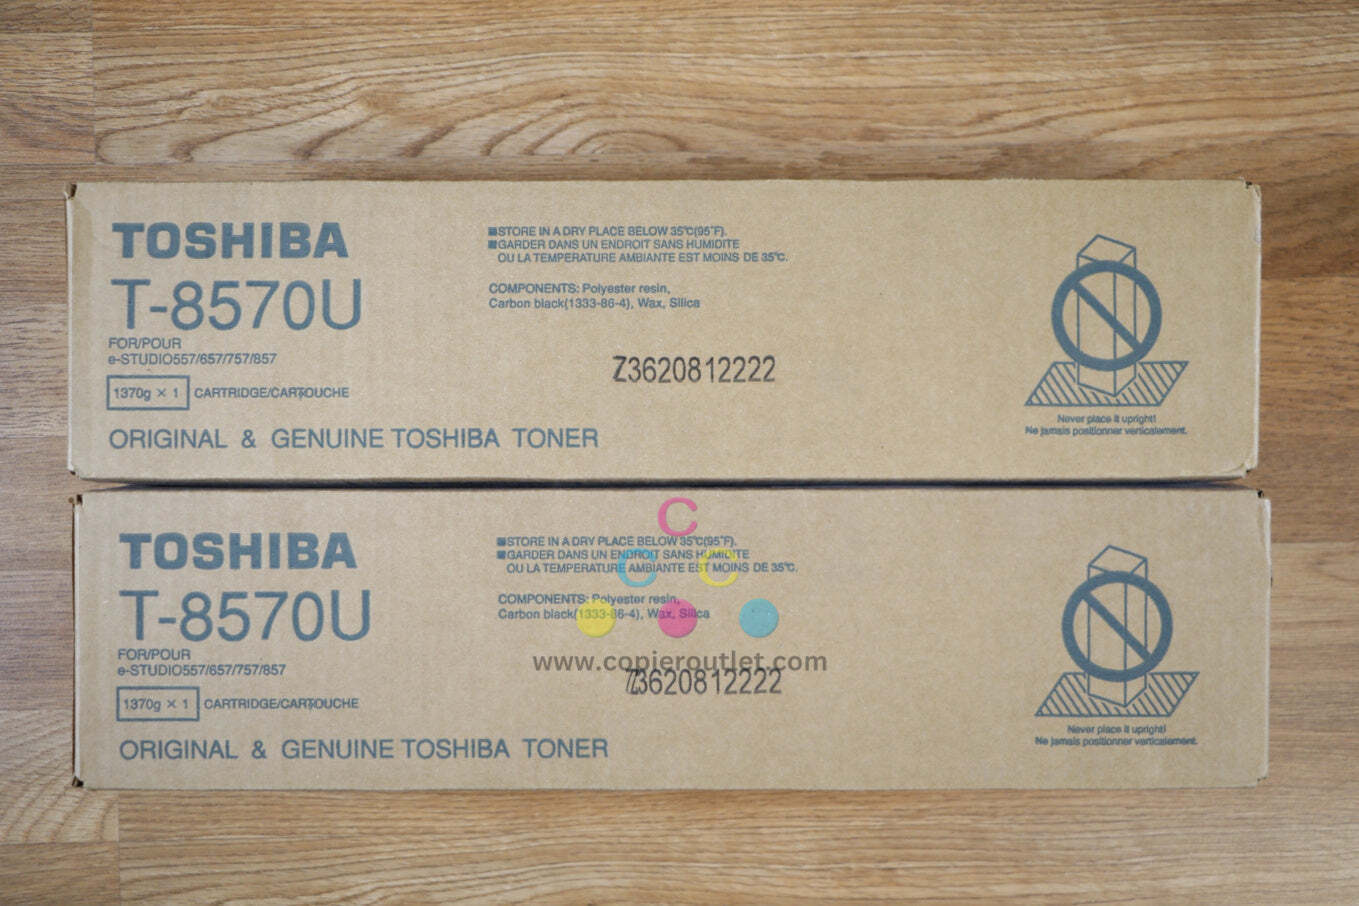 TOSHIBA
T-8570U
FOR/POUR
e-STUDIO557/657/757/857
1370g × 1 CARTRIDGE/CARTOUCHE
ORIGINAL & GENUINE TOSHIBA TONER
■STORE IN A DRY PLACE BELOW 35℃(95˚F).
■GARDER DANS UN ENDROIT SANS HUMIDITE
OU LA TEMPERATURE AMBIANTE EST MOINS DE 35℃.
COMPONENTS: Polyester resin,
Carbon black(1333-86-4), Wax, Silica
Z3620812222
Never place it upright!
Ne jamais positionner verticalement.
TOSHIBA
T-8570U
FOR/POUR
e-STUDIO557/657/757/857
1370g × 1 CARTRIDGE/CARTOUCHE
ORIGINAL & GENUINE TOSHIBA TONER
■STORE IN A DRY PLACE BELOW 35℃(95˚F).
■GARDER DANS UN ENDROIT SANS HUMIDITE
OU LA TEMPERATURE AMBIANTE EST MOINS DE 35℃.
COMPONENTS: Polyester resin,
Carbon black(1333-86-4), Wax, Silica
C
C C
www.copieroutlet.com
Z3620812222
Never place it upright!
Ne jamais positionner verticalement.